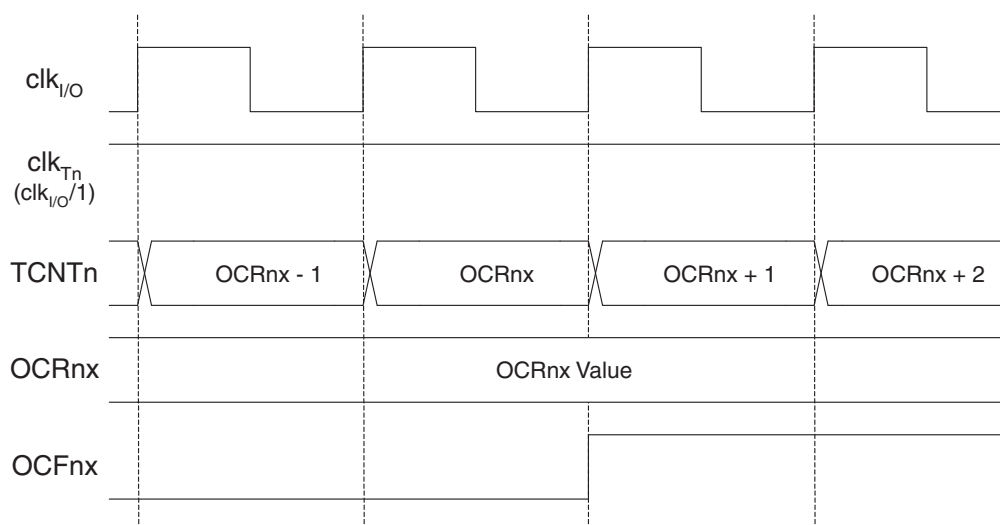 clkI/O
clkTn
(clkI/O/1)
TCNTn OCRnx - 1 OCRnx OCRnx + 1 OCRnx + 2
OCRnx OCRnx Value
OCFnx